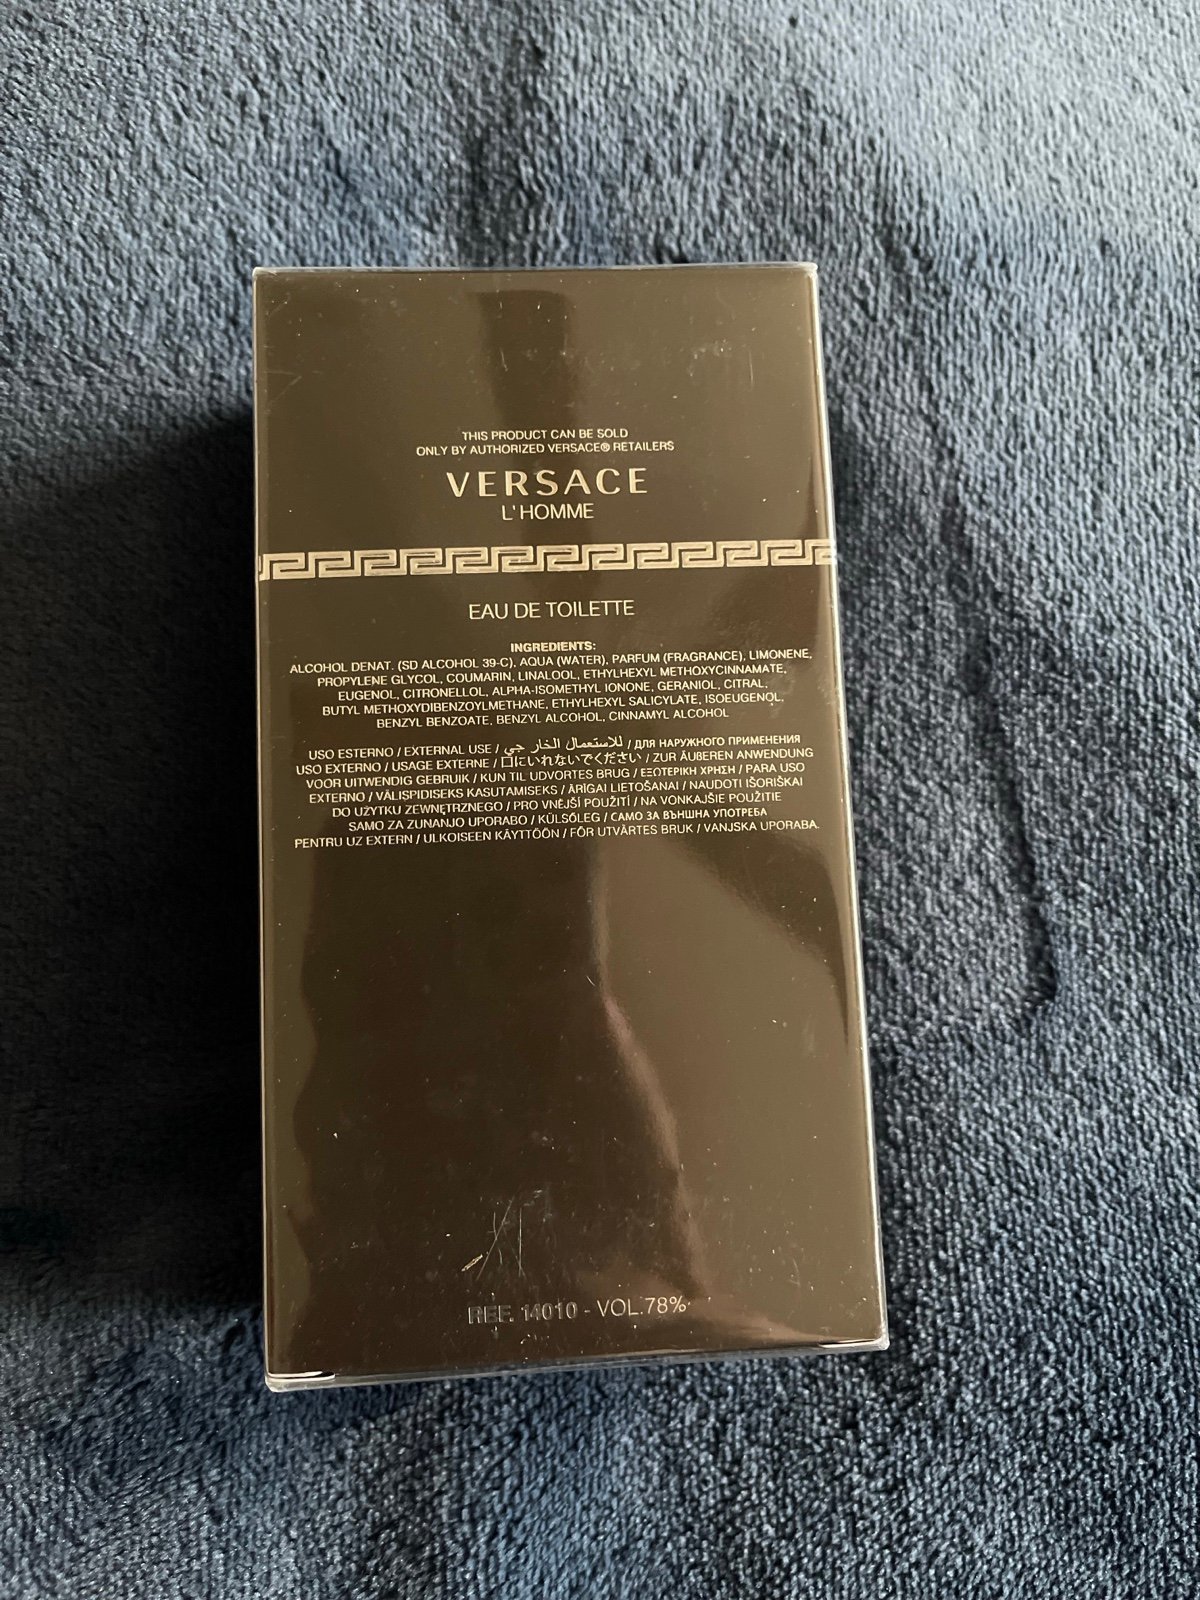 THIS PRODUCT CAN BE SOLD
ONLY BY AUTHORIZED VERSACE® RETAILERS
VERSACE
L'HOMME
EAU DE TOILETTE
INGREDIENTS:
ALCOHOL DENAT. (SD ALCOHOL 39-C), AQUA (WATER), PARFUM (FRAGRANCE), LIMONENE,
PROPYLENE GLYCOL, COUMARIN, LINALOOL, ETHYLHEXYL METHOXYCINNAMATE,
EUGENOL, CITRONELLOL, ALPHA-ISOMETHYL IONONE, GERANIOL, CITRAL,
BUTYL METHOXYDIBENZOYLMETHANE, ETHYLHEXYL SALICYLATE, ISOEUGENOL,
BENZYL BENZOATE, BENZYL ALCOHOL, CINNAMYL ALCOHOL
USO ESTERNO / EXTERNAL USE / للاستعمال الخار جي / ДЛЯ НАРУЖНОГО ПРИМЕНЕНИЯ
USO EXTERNO / USAGE EXTERNE / 口にいれないでください / ZUR ÄUßEREN ANWENDUNG
VOOR UITWENDIG GEBRUIK / KUN TIL UDVORTES BRUG / ΕΞΩΤΕΡΙΚΗ ΧΡΗΣΗ / PARA USO
EXTERNO / VÄLISPIDISEKS KASUTAMISEKS / ĀRĪGAI LIETOŠANAI / NAUDOTI IŠORIŠKAI
DO UŻYTKU ZEWNĘTRZNEGO / PRO VNĚJŠÍ POUŽITÍ / NA VONKAJŠIE POUŽITIE
SAMO ZA ZUNANJO UPORABO / KÜLSŐLEG / САМО ЗА ВЪНШНА УПОТРЕБА
PENTRU UZ EXTERN / ULKOISEEN KÄYTTÖÖN / FÖR UTVÄRTES BRUK / VANJSKA UPORABA.
REF. 14010 - VOL.78%